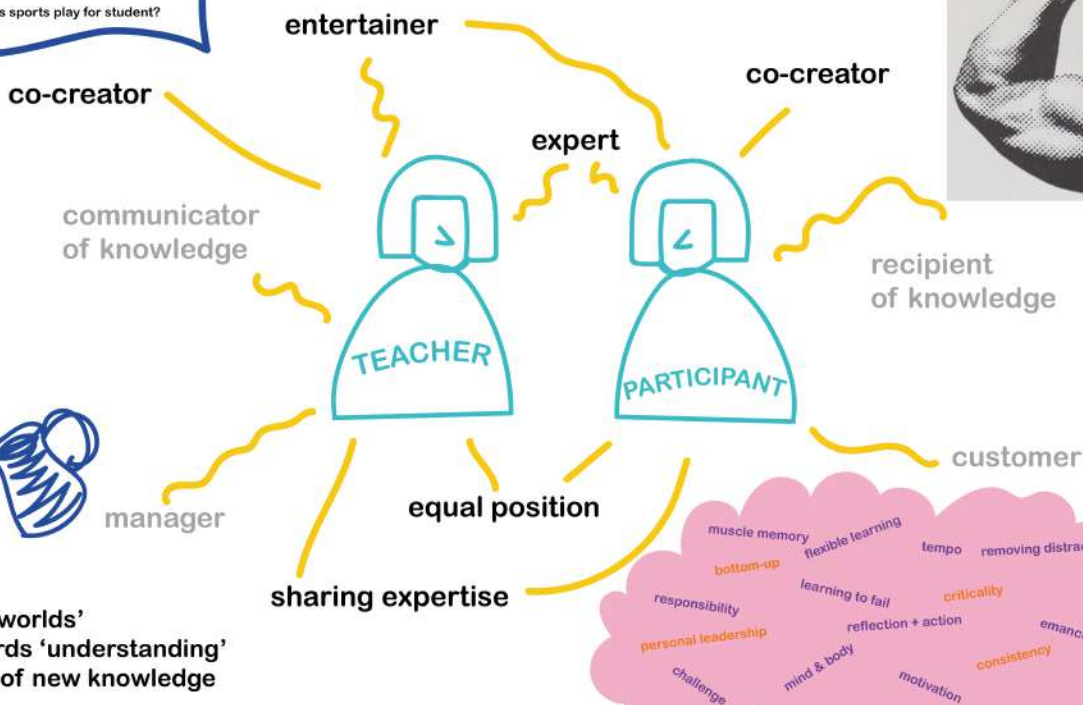 s sports play for student?
entertainer
co-creator
co-creator
expert
communicator
of knowledge
recipient
of knowledge
TEACHER
PARTICIPANT
customer
manager
equal position
sharing expertise
worlds’
rds ‘understanding’
of new knowledge
muscle memory
flexible learning
tempo
removing distrac
bottom-up
learning to fail
criticality
responsibility
reflection + action
emanc
personal leadership
mind & body
consistency
challenge
motivation